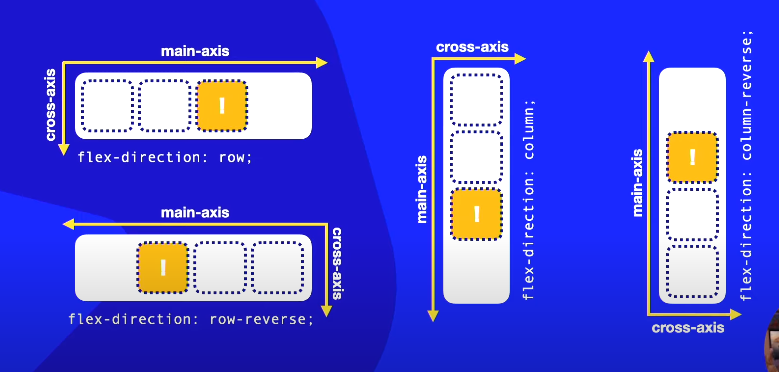 main-axis
cross-axis
!
flex-direction: row;
main-axis
cross-axis
!
flex-direction: row-reverse;
cross-axis
main-axis
!
flex-direction: column;
main-axis
!
cross-axis
flex-direction: column-reverse;